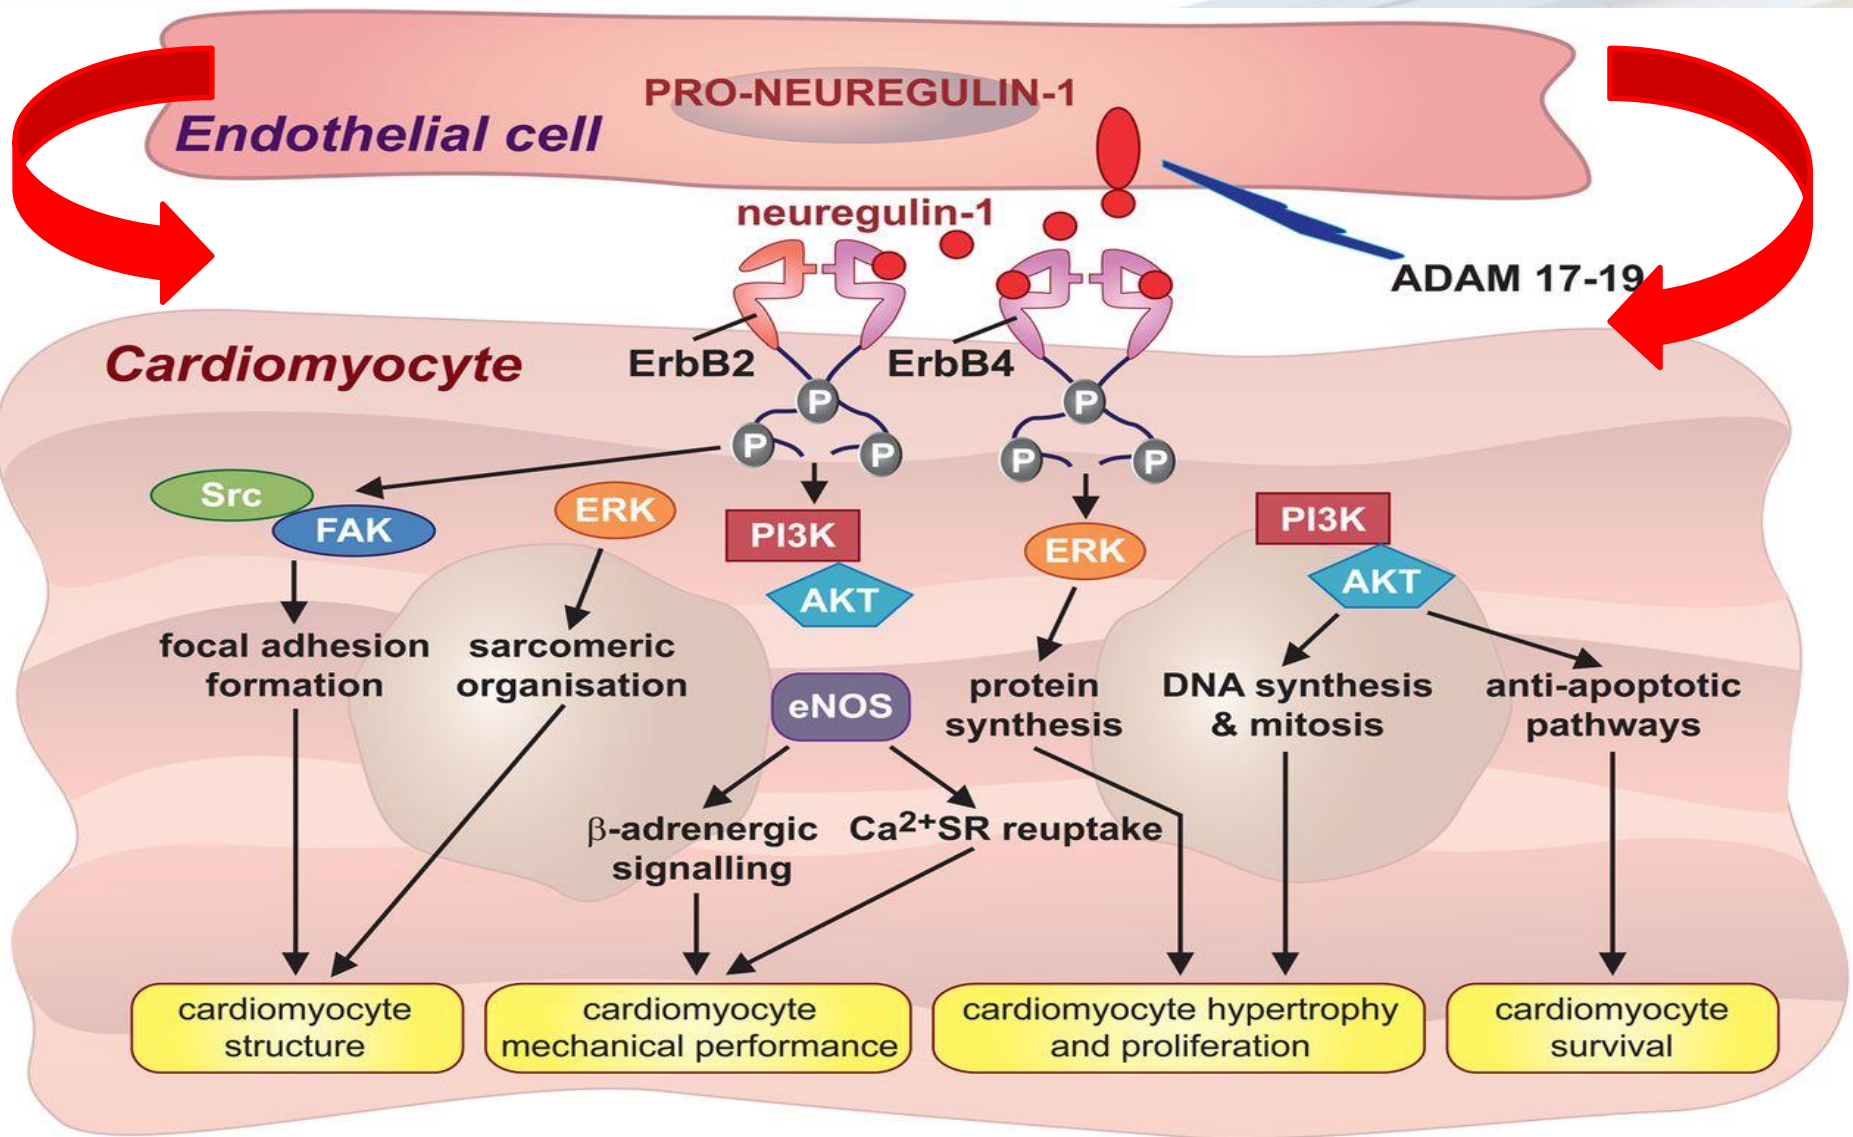 PRO-NEUREGULIN-1
Endothelial cell
neuregulin-1
ADAM 17-19
Cardiomyocyte
ErbB2
ErbB4
P
P
P
P
P
P
P
Src
FAK
ERK
PI3K
AKT
ERK
PI3K
AKT
focal adhesion
formation
sarcomeric
organisation
eNOS
protein
synthesis
DNA synthesis
& mitosis
anti-apoptotic
pathways
β-adrenergic
signalling
Ca²⁺SR reuptake
cardiomyocyte
structure
cardiomyocyte
mechanical performance
cardiomyocyte hypertrophy
and proliferation
cardiomyocyte
survival